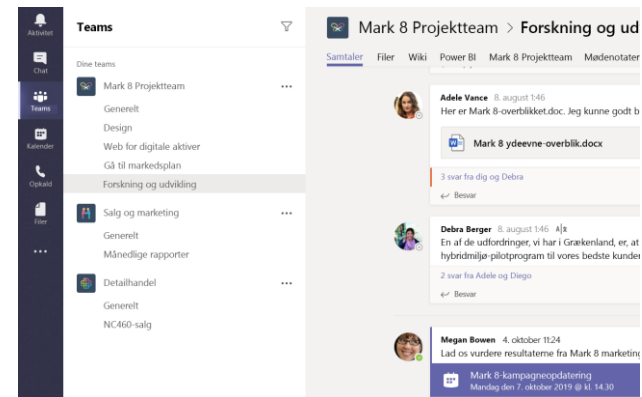 Aktivitet
Chat
Teams
Kalender
Opkald
Filer
Teams
Dine teams
Mark 8 Projektteam
Generelt
Design
Web for digitale aktiver
Gå til markedsplan
Forskning og udvikling
Salg og marketing
Generelt
Månedlige rapporter
Detailhandel
Generelt
NC460-salg
Mark 8 Projektteam > Forskning og ud
Samtaler Filer Wiki Power BI Mark 8 Projektteam Mødenotater
Adele Vance 8. august 1:46
Her er Mark 8-overblikket.doc. Jeg kunne godt b
Mark 8 ydeevne-overblik.docx
3 svar fra dig og Debra
Besvar
Debra Berger 8. august 1:46
En af de udfordringer, vi har i Grækenland, er, at
hybridmiljø-pilotprogram til vores bedste kunder
2 svar fra Adele og Diego
Besvar
Megan Bowen 4. oktober 11:24
Lad os vurdere resultaterne fra Mark 8 marketing
Mark 8-kampagneopdatering
Mandag den 7. oktober 2019 @ kl. 14.30